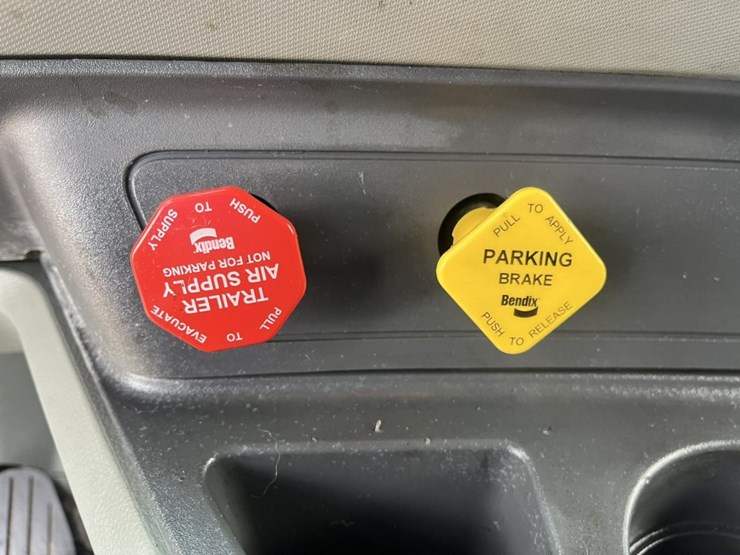 PULL TO EVACUATE
TRAILER
AIR SUPPLY
NOT FOR PARKING
Bendix
PUSH TO SUPPLY
PULL TO APPLY
PARKING
BRAKE
Bendix
PUSH TO RELEASE